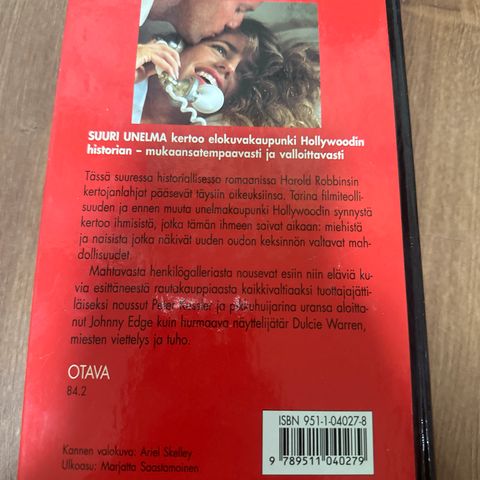 SUURI UNELMA kertoo elokuvakaupunki Hollywoodin
historian – mukaansatempaavasti ja valloittavasti
Tässä suuressa historiallisessa romaanissa Harold Robbinsin
kertojanlahjat pääsevät täysiin oikeuksiinsa. Tarina filmiteolli-
suuden ja ennen muuta unelmakaupunki Hollywoodin synnystä
kertoo ihmisistä, jotka tämän ihmeen saivat aikaan: miehistä
ja naisista jotka näkivät uuden oudon keksinnön valtavat mah-
dollisuudet.
Mahtavasta henkilögalleriasta nousevat esiin niin eläviä ku-
via esittäneestä rautakauppiaasta kaikkivaltiaaksi tuottajajätti-
läiseksi noussut Peter Kessler ja puskuhuijarina uransa aloitta-
nut Johnny Edge kuin hurmaava näyttelijätär Dulcie Warren,
miesten viettelys ja tuho.
OTAVA
84.2
ISBN 951-1-04027-8
9 789511 040279
Kannen valokuva: Ariel Skelley
Ulkoasu: Marjatta Saastamoinen